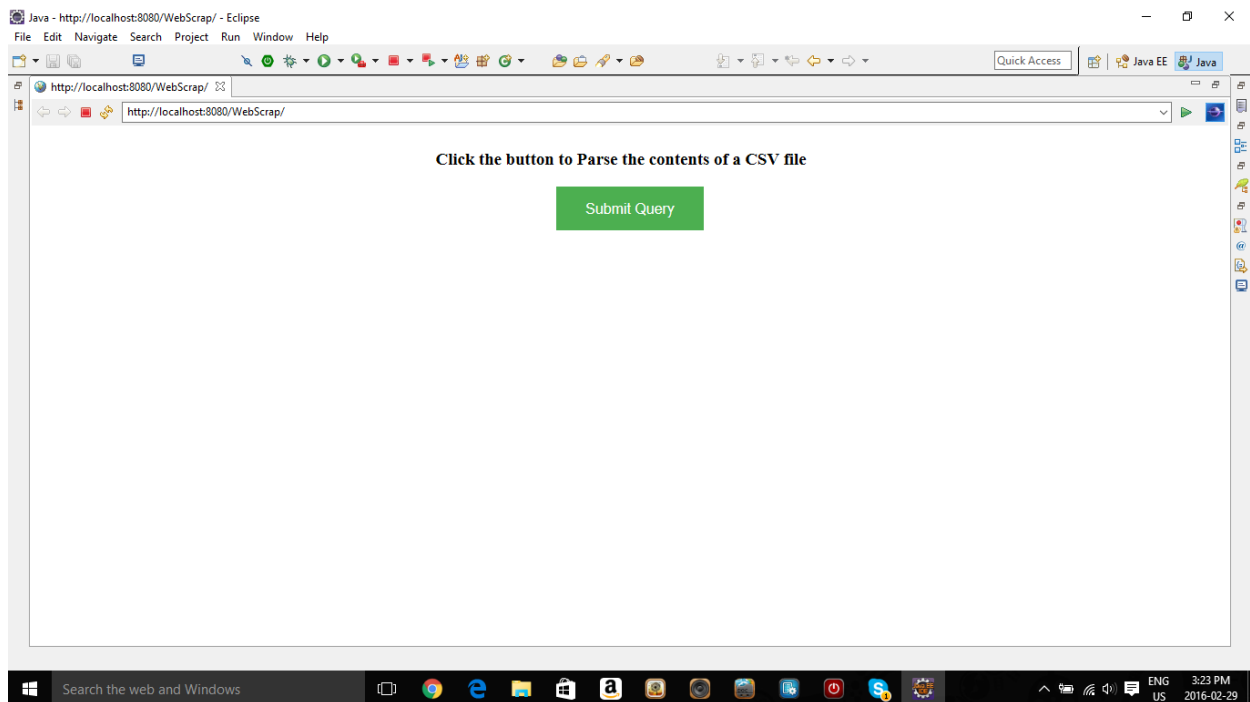 Java - http://localhost:8080/WebScrap/ - Eclipse
File Edit Navigate Search Project Run Window Help
Quick Access
Java EE
Java
http://localhost:8080/WebScrap/
http://localhost:8080/WebScrap/
Click the button to Parse the contents of a CSV file
Submit Query
Search the web and Windows
a
ENG
US
3:23 PM
2016-02-29